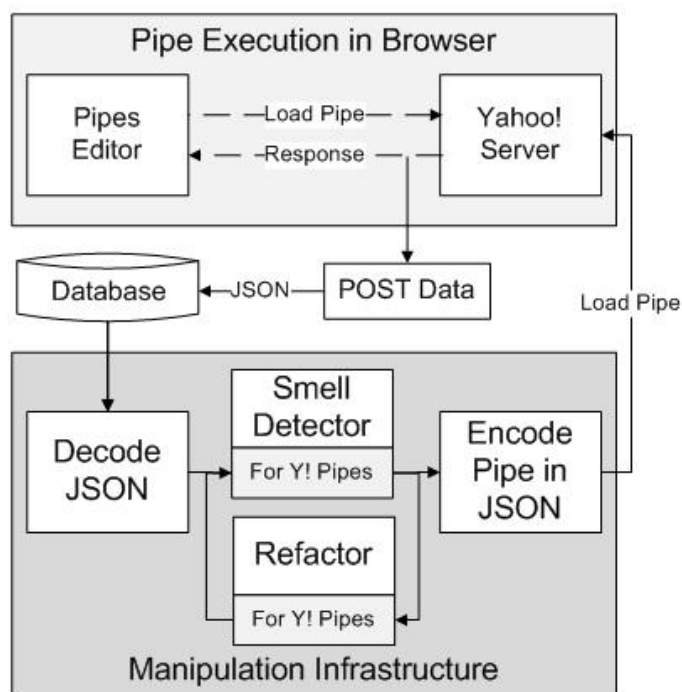 Pipe Execution in Browser
Pipes
Editor
Load Pipe
Response
Yahoo!
Server
Database
JSON
POST Data
Load Pipe
Smell
Detector
For Y! Pipes
Decode
JSON
Encode
Pipe in
JSON
Refactor
For Y! Pipes
Manipulation Infrastructure